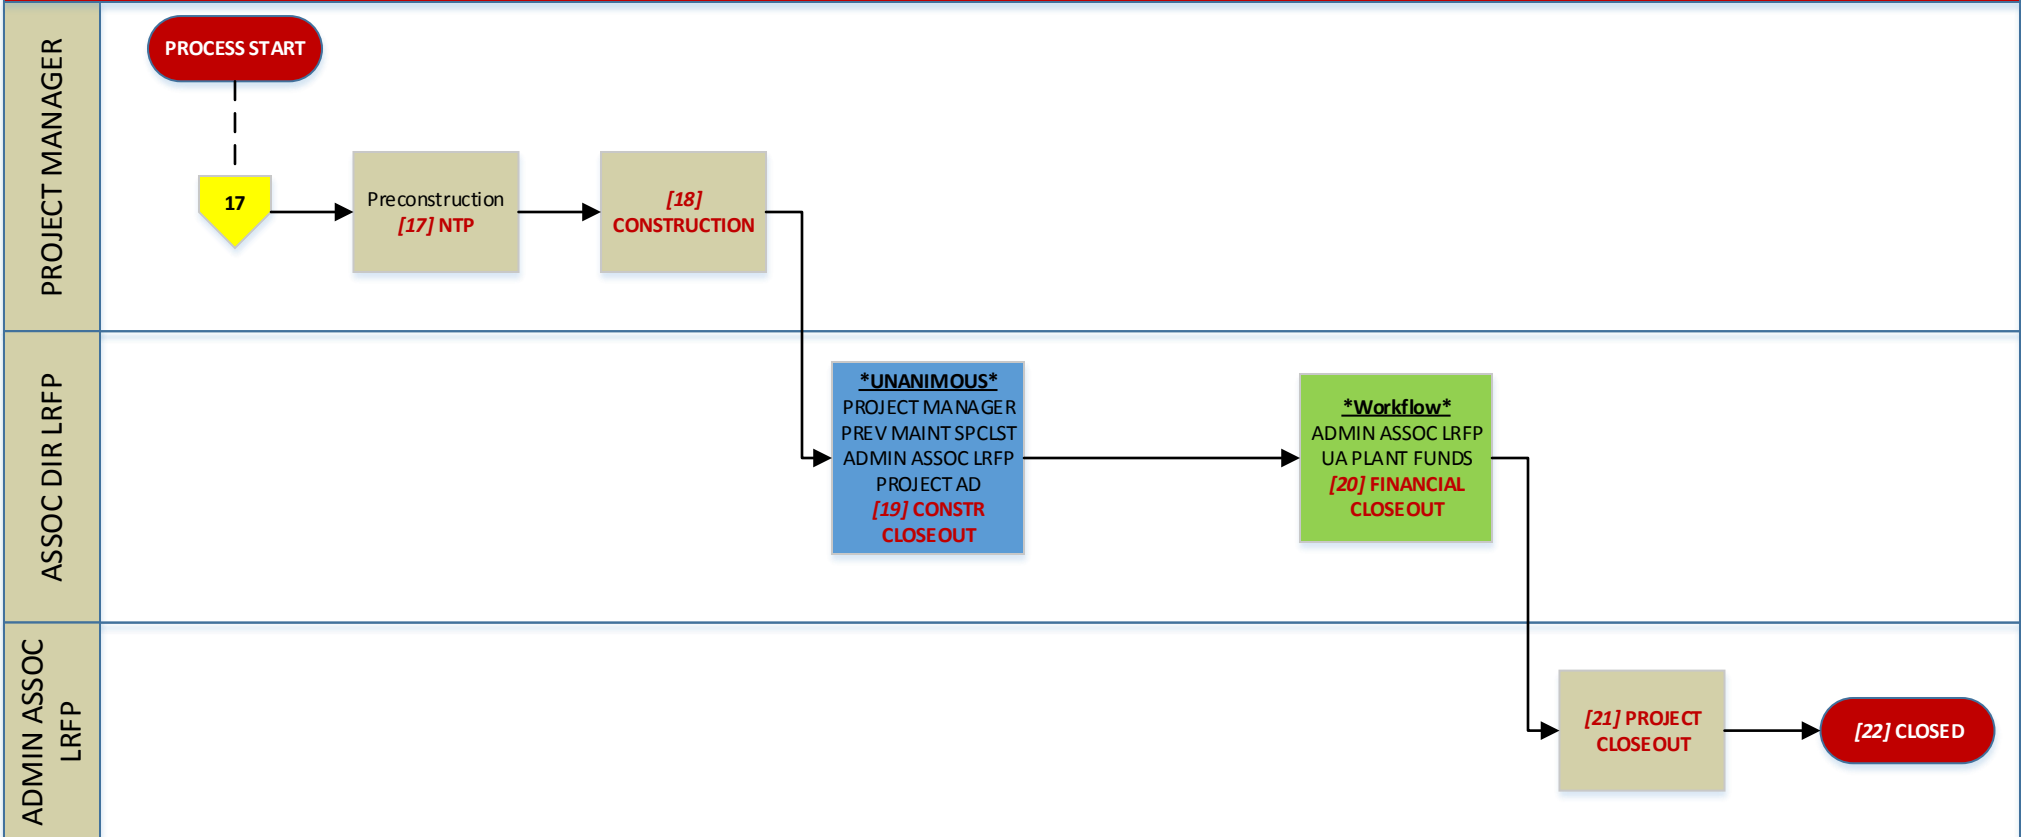 PROJECT MANAGER
PROCESS START
17
Preconstruction
[17] NTP
[18]
CONSTRUCTION
ASSOC DIR LRFP
*UNANIMOUS*
PROJECT MANAGER
PREV MAINT SPCLST
ADMIN ASSOC LRFP
PROJECT AD
[19] CONSTR
CLOSEOUT
*Workflow*
ADMIN ASSOC LRFP
UA PLANT FUNDS
[20] FINANCIAL
CLOSEOUT
ADMIN ASSOC
LRFP
[21] PROJECT
CLOSEOUT
[22] CLOSED